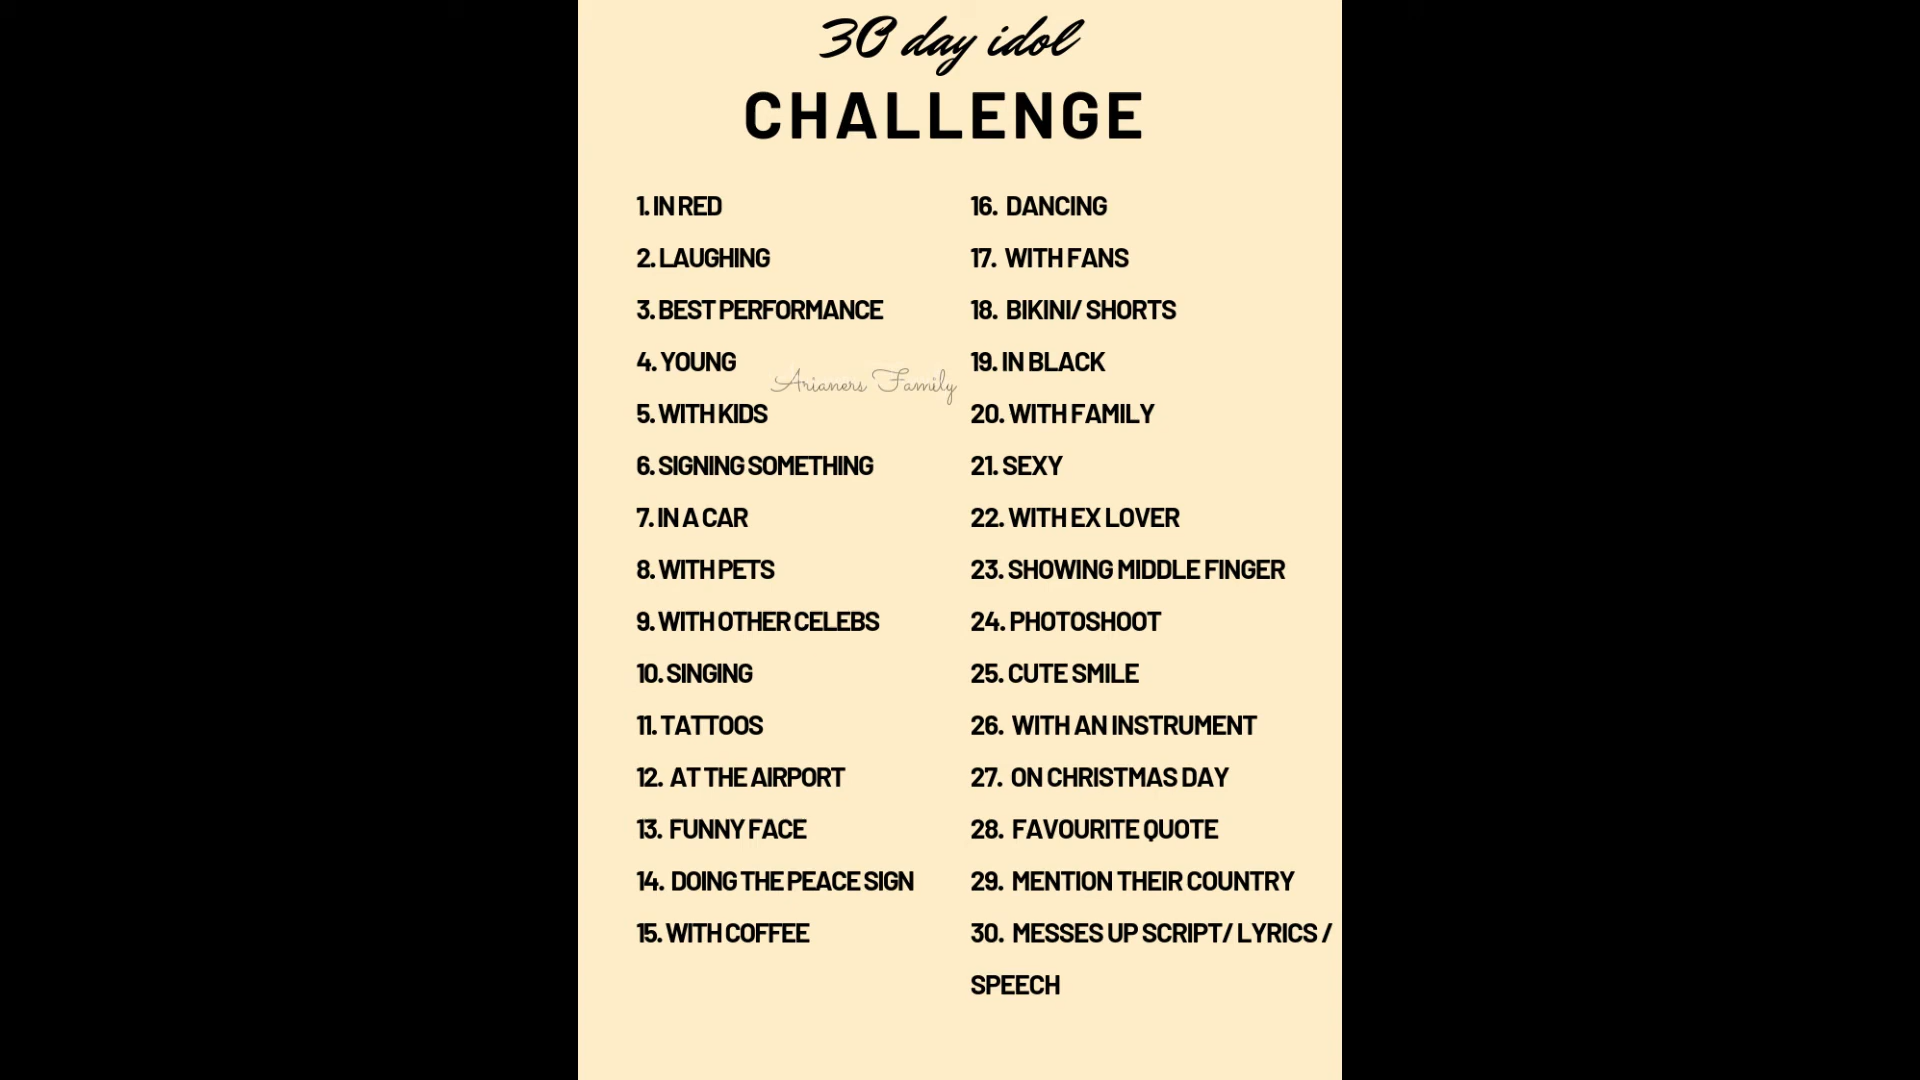 30 day idol
CHALLENGE
1. IN RED
2. LAUGHING
3. BEST PERFORMANCE
4. YOUNG
5. WITH KIDS
6. SIGNING SOMETHING
7. IN A CAR
8. WITH PETS
9. WITH OTHER CELEBS
10. SINGING
11. TATTOOS
12. AT THE AIRPORT
13. FUNNY FACE
14. DOING THE PEACE SIGN
15. WITH COFFEE
Arianers Family
16. DANCING
17. WITH FANS
18. BIKINI/ SHORTS
19. IN BLACK
20. WITH FAMILY
21. SEXY
22. WITH EX LOVER
23. SHOWING MIDDLE FINGER
24. PHOTOSHOOT
25. CUTE SMILE
26. WITH AN INSTRUMENT
27. ON CHRISTMAS DAY
28. FAVOURITE QUOTE
29. MENTION THEIR COUNTRY
30. MESSES UP SCRIPT/ LYRICS /
SPEECH